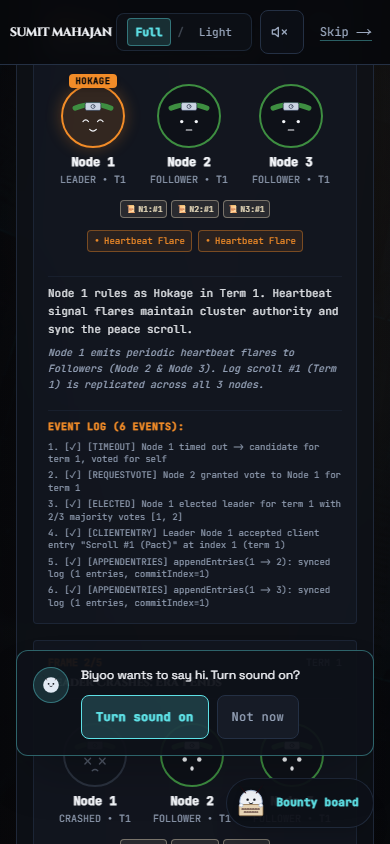 SUMIT MAHAJAN Full / Light Skip →
HOKAGE
Node 1 Node 2 Node 3
LEADER • T1 FOLLOWER • T1 FOLLOWER • T1
N1:#1 N2:#1 N3:#1
• Heartbeat Flare • Heartbeat Flare
Node 1 rules as Hokage in Term 1. Heartbeat
signal flares maintain cluster authority and
sync the peace scroll.
Node 1 emits periodic heartbeat flares to
Followers (Node 2 & Node 3). Log scroll #1 (Term
1) is replicated across all 3 nodes.
EVENT LOG (6 EVENTS):
1. [✓] [TIMEOUT] Node 1 timed out → candidate for
term 1, voted for self
2. [✓] [REQUESTVOTE] Node 2 granted vote to Node 1 for
term 1
3. [✓] [ELECTED] Node 1 elected leader for term 1 with
2/3 majority votes [1, 2]
4. [✓] [CLIENTENTRY] Leader Node 1 accepted client
entry "Scroll #1 (Pact)" at index 1 (term 1)
5. [✓] [APPENDENTRIES] appendEntries(1 → 2): synced
log (1 entries, commitIndex=1)
6. [✓] [APPENDENTRIES] appendEntries(1 → 3): synced
log (1 entries, commitIndex=1)
Biyoo wants to say hi. Turn sound on?
Turn sound on Not now
Node 1 Node 2
CRASHED • T1 FOLLOWER
Bounty board